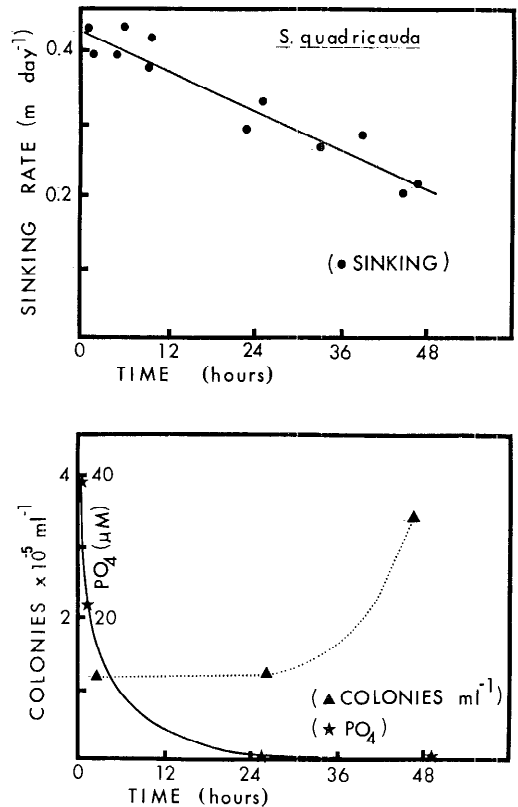 S. quadricauda
SINKING RATE (m day⁻¹)
0.4
0.2
(● SINKING)
0 12 24 36 48
TIME (hours)
COLONIES x10⁻⁵ ml⁻¹
PO₄ (μM)
4 40
2 20
(▲ COLONIES ml⁻¹)
(★ PO₄)
0 12 24 36 48
TIME (hours)